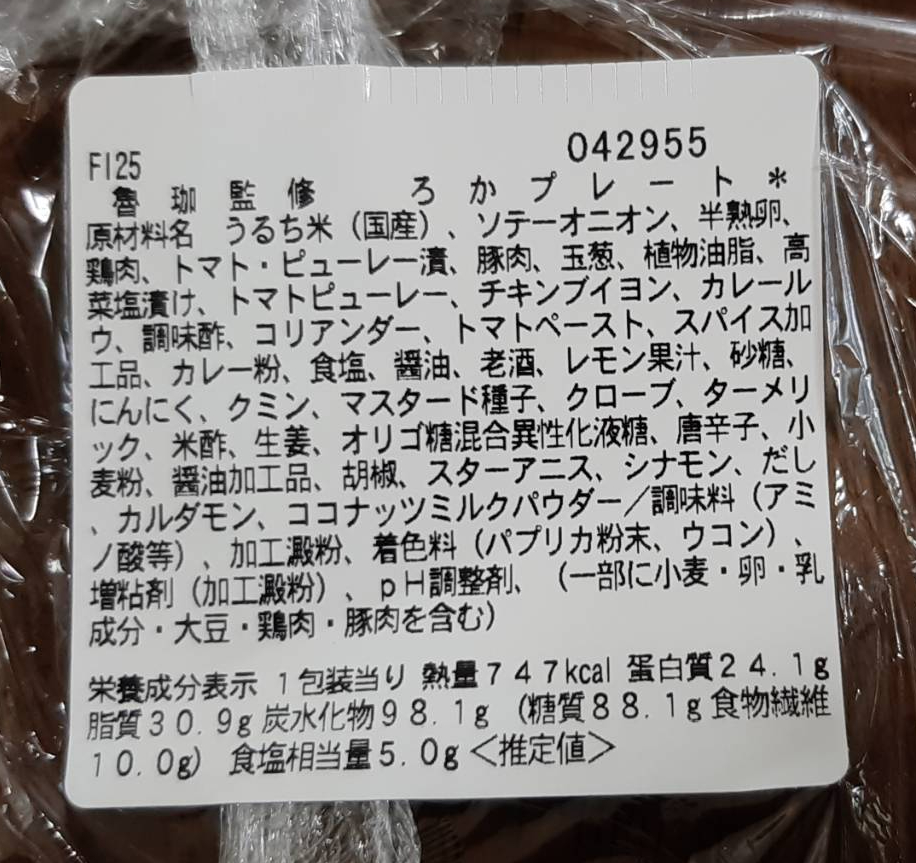 042955
FI25
魯珈監修 ろかプレート*
原材料名 うるち米（国産）、ソテーオニオン、半熟卵、
鶏肉、トマト・ピューレー漬、豚肉、玉葱、植物油脂、高
菜塩漬け、トマトピューレー、チキンブイヨン、カレール
ウ、調味酢、コリアンダー、トマトペースト、スパイス加
工品、カレー粉、食塩、醤油、老酒、レモン果汁、砂糖、
にんにく、クミン、マスタード種子、クローブ、ターメリ
ック、米酢、生姜、オリゴ糖混合異性化液糖、唐辛子、小
麦粉、醤油加工品、胡椒、スターアニス、シナモン、だし
、カルダモン、ココナッツミルクパウダー／調味料（アミ
ノ酸等）、加工澱粉、着色料（パプリカ粉末、ウコン）、
増粘剤（加工澱粉）、ｐＨ調整剤、（一部に小麦・卵・乳
成分・大豆・鶏肉・豚肉を含む）
栄養成分表示 １包装当り 熱量７４７kcal 蛋白質２４.１g
脂質３０.９g 炭水化物９８.１g （糖質８８.１g 食物繊維
１０.０g） 食塩相当量５.０g ＜推定値＞